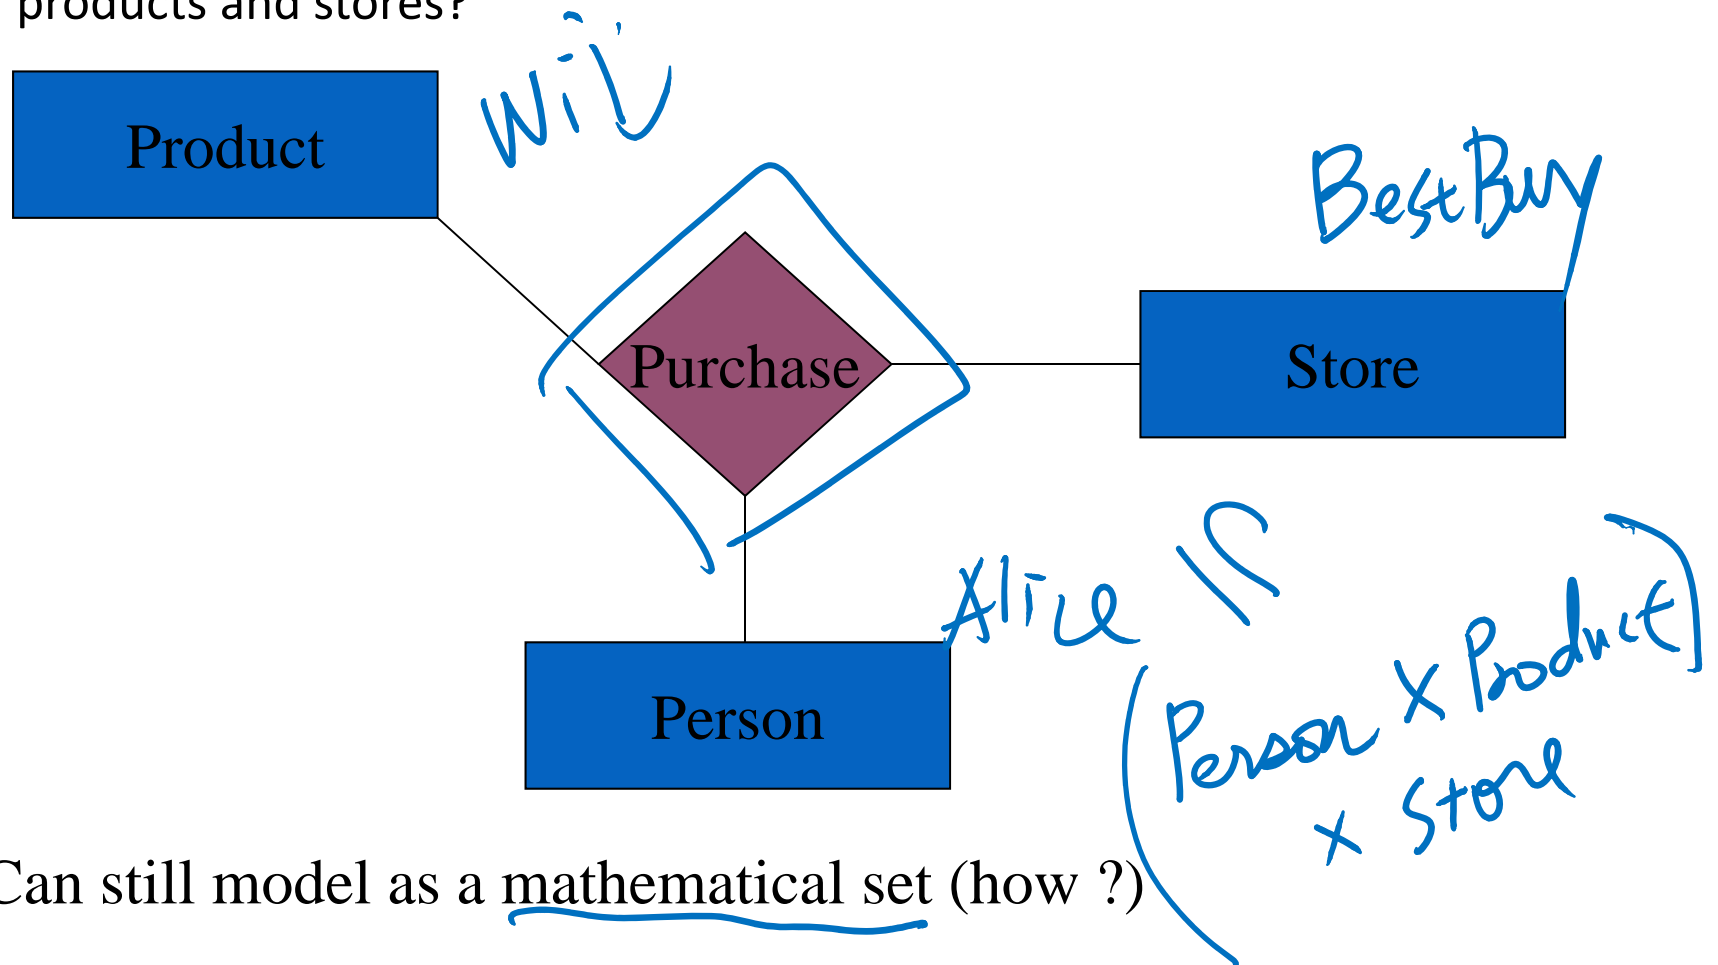 products and stores?
Product
Wii U
BestBuy
Purchase
Store
Alice
Person
(Person x Product
x Store
Can still model as a mathematical set (how ?)